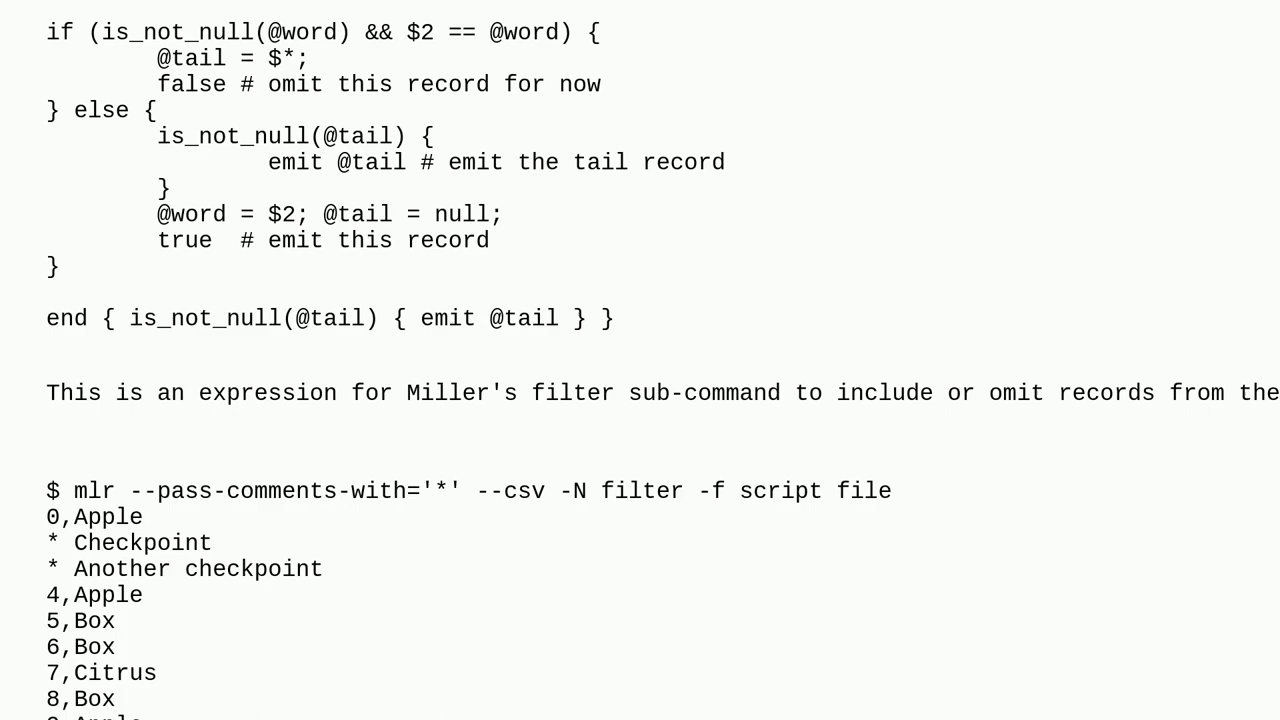 if (is_not_null(@word) && $2 == @word) {
        @tail = $*;
        false # omit this record for now
} else {
        is_not_null(@tail) {
                emit @tail # emit the tail record
        }
        @word = $2; @tail = null;
        true  # emit this record
}

end { is_not_null(@tail) { emit @tail } }

This is an expression for Miller's filter sub-command to include or omit records from the

$ mlr --pass-comments-with='*' --csv -N filter -f script file
0,Apple
* Checkpoint
* Another checkpoint
4,Apple
5,Box
6,Box
7,Citrus
8,Box